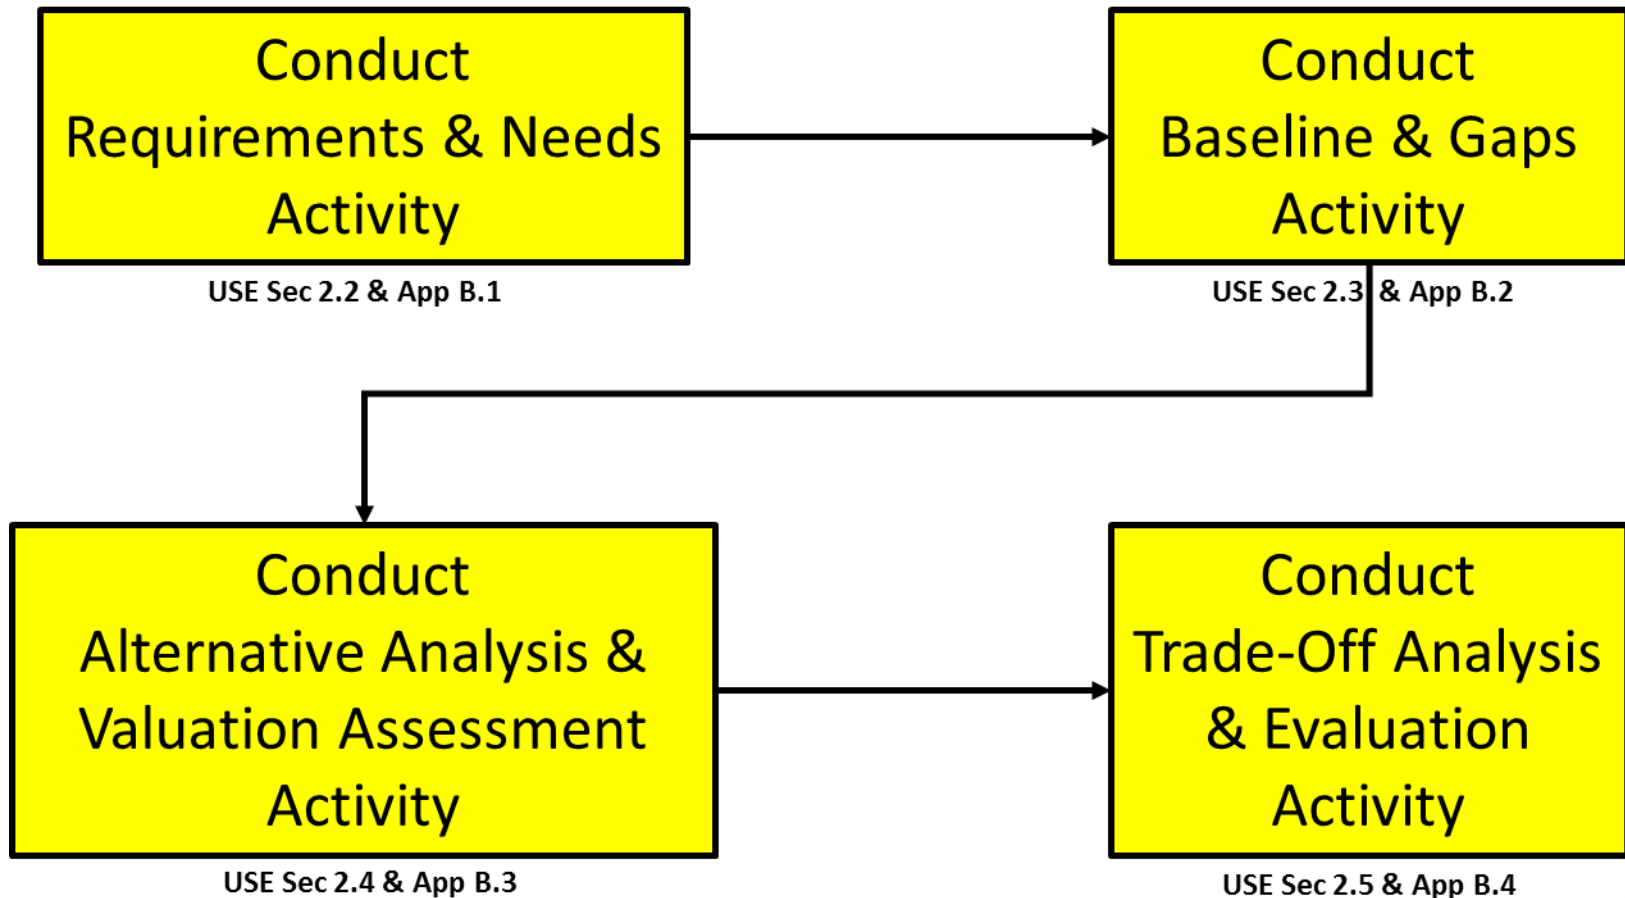 Conduct
Requirements & Needs
Activity
USE Sec 2.2 & App B.1
Conduct
Baseline & Gaps
Activity
USE Sec 2.3 & App B.2
Conduct
Alternative Analysis &
Valuation Assessment
Activity
USE Sec 2.4 & App B.3
Conduct
Trade-Off Analysis
& Evaluation
Activity
USE Sec 2.5 & App B.4